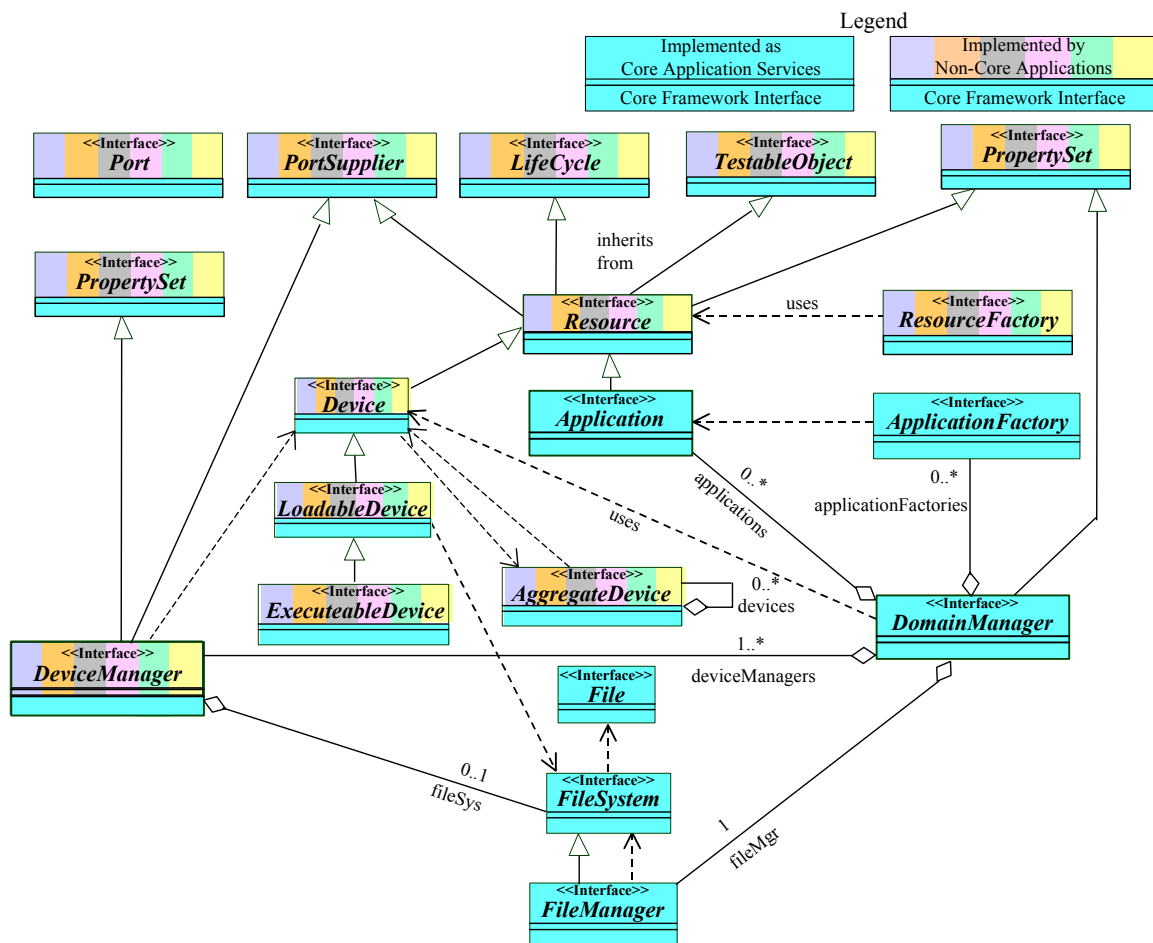 Legend
Implemented as
Core Application Services
Core Framework Interface
Implemented by
Non-Core Applications
Core Framework Interface
<<Interface>>
Port
<<Interface>>
PortSupplier
<<Interface>>
LifeCycle
<<Interface>>
TestableObject
<<Interface>>
PropertySet
inherits
from
<<Interface>>
PropertySet
<<Interface>>
Resource
uses
<<Interface>>
ResourceFactory
<<Interface>>
Device
<<Interface>>
Application
<<Interface>>
ApplicationFactory
0..*
applications
0..*
applicationFactories
<<Interface>>
LoadableDevice
uses
<<Interface>>
ExecuteableDevice
<<Interface>>
AggregateDevice
0..*
devices
<<Interface>>
DomainManager
<<Interface>>
DeviceManager
1..*
deviceManagers
<<Interface>>
File
0..1
fileSys
<<Interface>>
FileSystem
1
fileMgr
<<Interface>>
FileManager